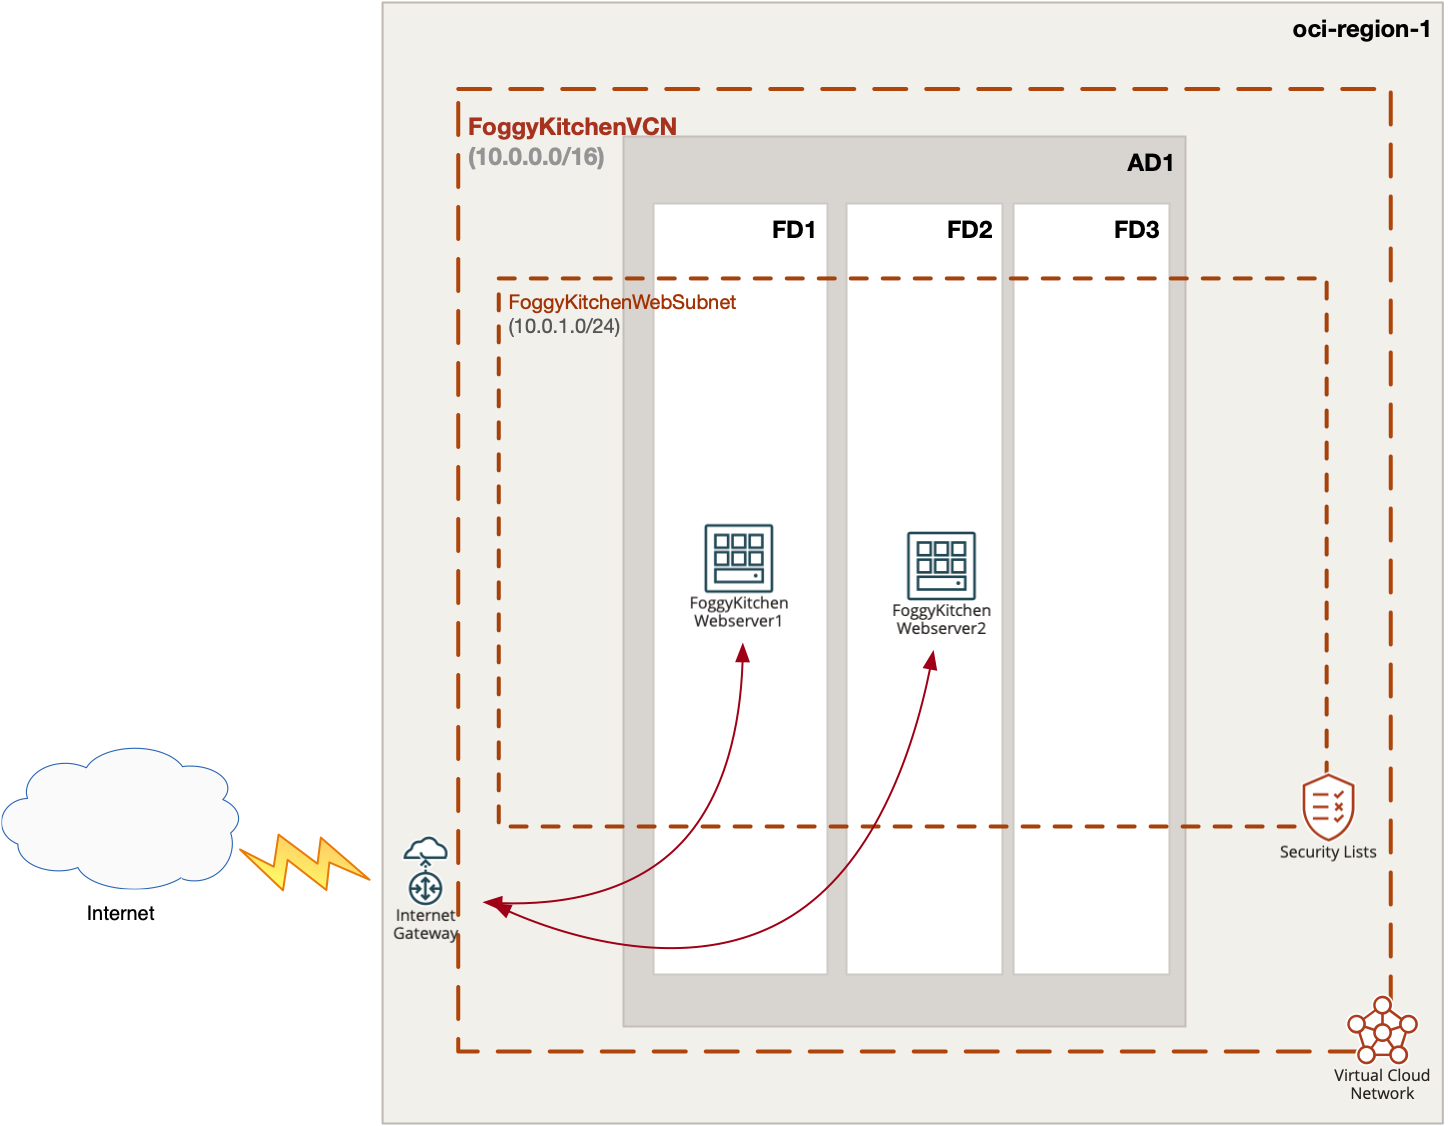 oci-region-1
FoggyKitchenVCN
(10.0.0.0/16)
AD1
FD1
FD2
FD3
FoggyKitchenWebSubnet
(10.0.1.0/24)
FoggyKitchen
Webserver1
FoggyKitchen
Webserver2
Security Lists
Internet
Internet
Gateway
Virtual Cloud
Network